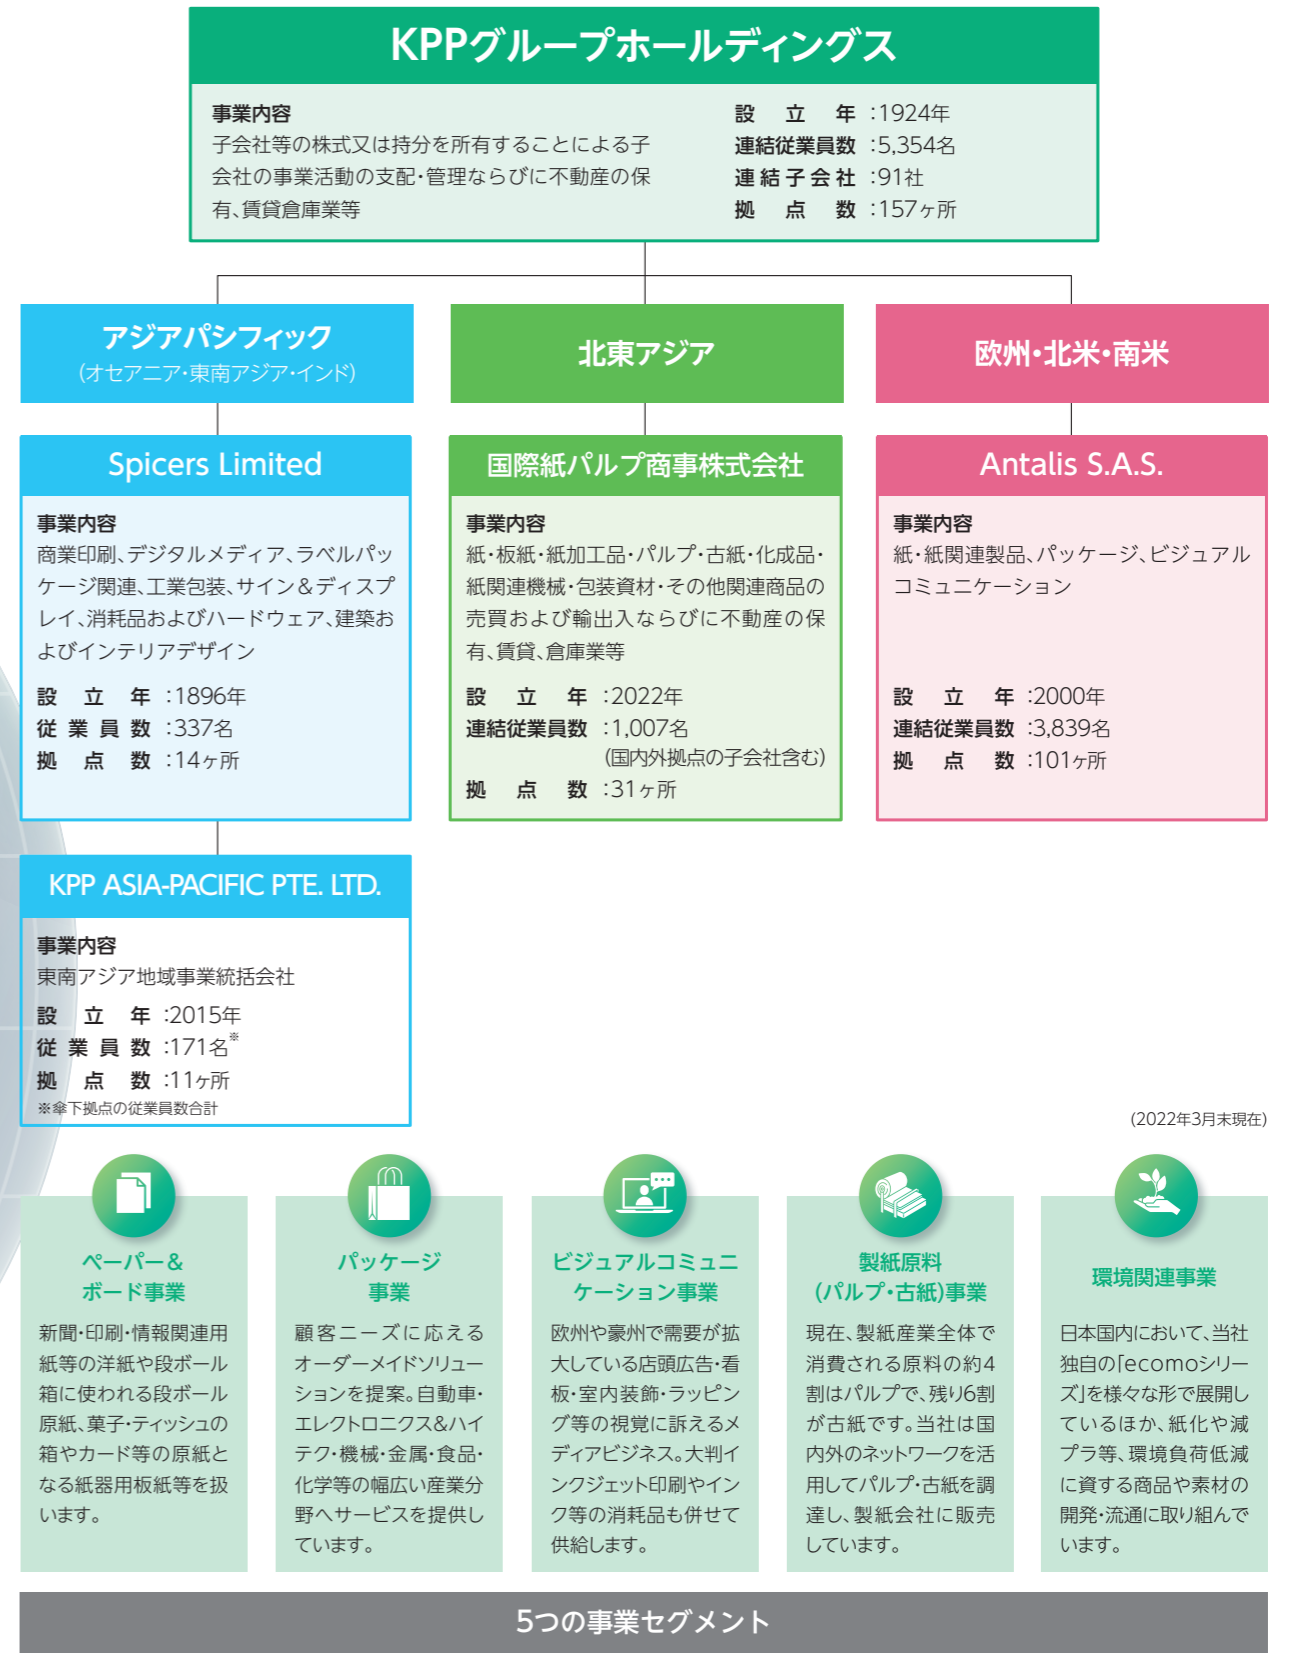 KPPグループホールディングス
事業内容
子会社等の株式又は持分を所有することによる子
会社の事業活動の支配・管理ならびに不動産の保
有、賃貸倉庫業等
設立年:1924年
連結従業員数:5,354名
連結子会社:91社
拠点数:157ヶ所
アジアパシフィック
(オセアニア・東南アジア・インド)
Spicers Limited
事業内容
商業印刷、デジタルメディア、ラベルパッ
ケージ関連、工業包装、サイン＆ディスプ
レイ、消耗品およびハードウェア、建築お
よびインテリアデザイン
設立年:1896年
従業員数:337名
拠点数:14ヶ所
KPP ASIA-PACIFIC PTE. LTD.
事業内容
東南アジア地域事業統括会社
設立年:2015年
従業員数:171名※
拠点数:11ヶ所
※傘下拠点の従業員数合計
北東アジア
国際紙パルプ商事株式会社
事業内容
紙・板紙・紙加工品・パルプ・古紙・化成品・
紙関連機械・包装資材・その他関連商品の
売買および輸出入ならびに不動産の保
有、賃貸、倉庫業等
設立年:2022年
連結従業員数:1,007名
(国内外拠点の子会社含む)
拠点数:31ヶ所
欧州・北米・南米
Antalis S.A.S.
事業内容
紙・紙関連製品、パッケージ、ビジュアル
コミュニケーション
設立年:2000年
連結従業員数:3,839名
拠点数:101ヶ所
(2022年3月末現在)
ペーパー＆
ボード事業
新聞・印刷・情報関連用
紙等の洋紙や段ボール
箱に使われる段ボール
原紙、菓子・ティッシュの
箱やカード等の原紙と
なる紙器用板紙等を扱
います。
パッケージ
事業
顧客ニーズに応える
オーダーメイドソリュー
ションを提案。自動車・
エレクトロニクス&ハイ
テク・機械・金属・食品・
化学等の幅広い産業分
野へサービスを提供し
ています。
ビジュアルコミュニ
ケーション事業
欧州や豪州で需要が拡
大している店頭広告・看
板・室内装飾・ラッピン
グ等の視覚に訴えるメ
ディアビジネス。大判イ
ンクジェット印刷やイン
ク等の消耗品も併せて
供給します。
製紙原料
(パルプ・古紙)事業
現在、製紙産業全体で
消費される原料の約4
割はパルプで、残り6割
が古紙です。当社は国
内外のネットワークを活
用してパルプ・古紙を調
達し、製紙会社に販売
しています。
環境関連事業
日本国内において、当社
独自の「ecomoシリー
ズ」を様々な形で展開し
ているほか、紙化や減
プラ等、環境負荷低減
に資する商品や素材の
開発・流通に取り組んで
います。
5つの事業セグメント